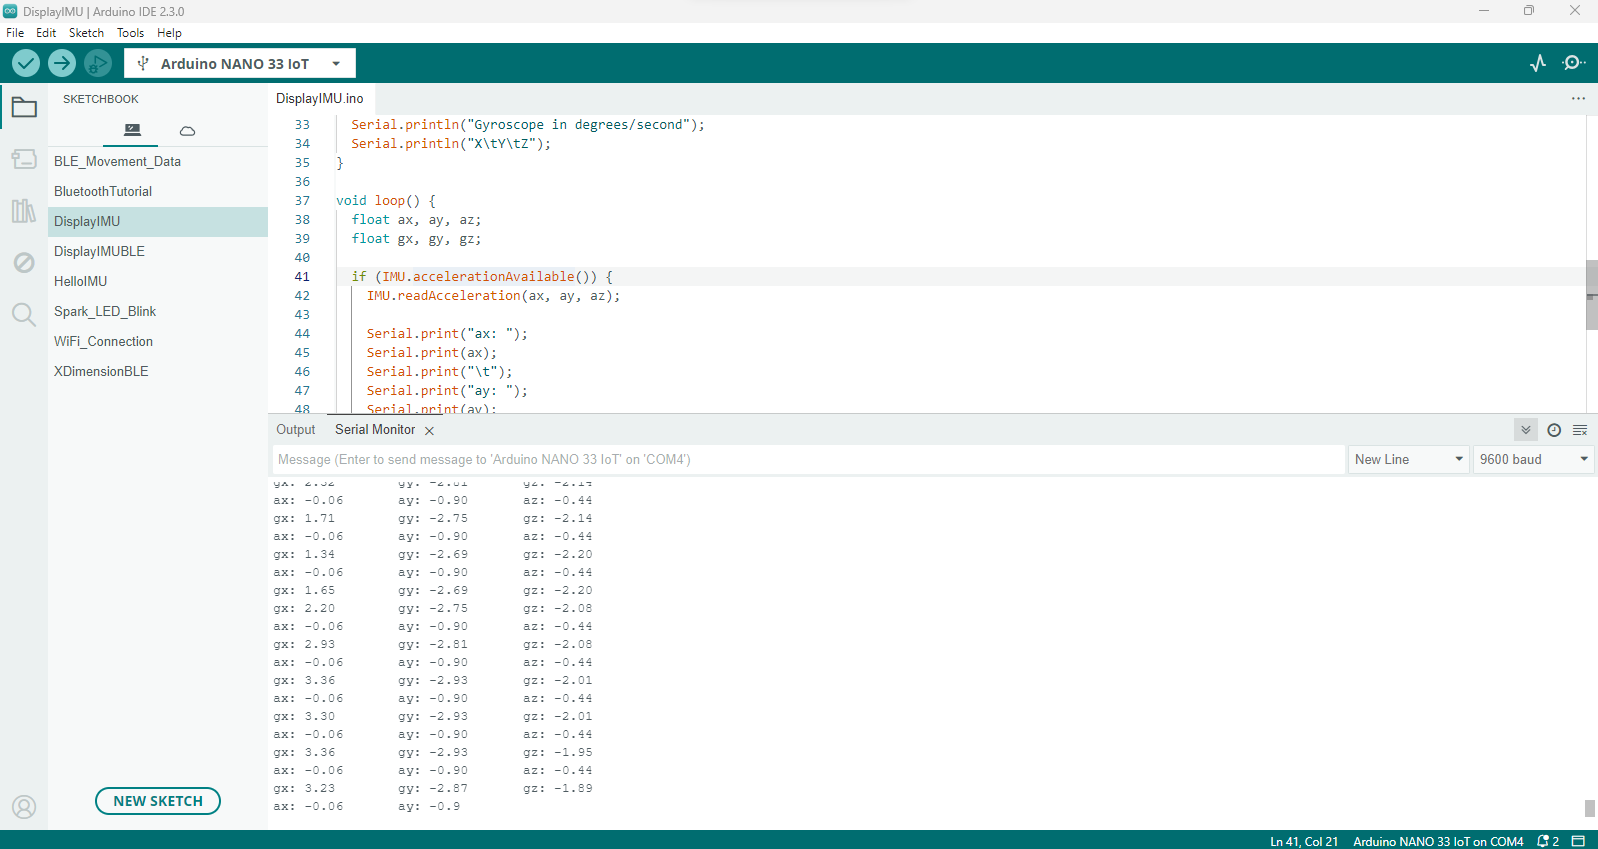 DisplayIMU | Arduino IDE 2.3.0
File Edit Sketch Tools Help
Arduino NANO 33 IoT
SKETCHBOOK
BLE_Movement_Data
BluetoothTutorial
DisplayIMU
DisplayIMUBLE
HelloIMU
Spark_LED_Blink
WiFi_Connection
XDimensionBLE
NEW SKETCH
DisplayIMU.ino
33 Serial.println("Gyroscope in degrees/second");
34 Serial.println("X\tY\tZ");
35 }
36
37 void loop() {
38 float ax, ay, az;
39 float gx, gy, gz;
40
41 if (IMU.accelerationAvailable()) {
42 IMU.readAcceleration(ax, ay, az);
43
44 Serial.print("ax: ");
45 Serial.print(ax);
46 Serial.print("\t");
47 Serial.print("ay: ");
48 Serial.print(ay);
Output Serial Monitor
Message (Enter to send message to 'Arduino NANO 33 IoT' on 'COM4') New Line 9600 baud
gx: 2.32 gy: -2.81 gz: -2.14
ax: -0.06 ay: -0.90 az: -0.44
gx: 1.71 gy: -2.75 gz: -2.14
ax: -0.06 ay: -0.90 az: -0.44
gx: 1.34 gy: -2.69 gz: -2.20
ax: -0.06 ay: -0.90 az: -0.44
gx: 1.65 gy: -2.69 gz: -2.20
gx: 2.20 gy: -2.75 gz: -2.08
ax: -0.06 ay: -0.90 az: -0.44
gx: 2.93 gy: -2.81 gz: -2.08
ax: -0.06 ay: -0.90 az: -0.44
gx: 3.36 gy: -2.93 gz: -2.01
ax: -0.06 ay: -0.90 az: -0.44
gx: 3.30 gy: -2.93 gz: -2.01
ax: -0.06 ay: -0.90 az: -0.44
gx: 3.36 gy: -2.93 gz: -1.95
ax: -0.06 ay: -0.90 az: -0.44
gx: 3.23 gy: -2.87 gz: -1.89
ax: -0.06 ay: -0.9
Ln 41, Col 21 Arduino NANO 33 IoT on COM4 2